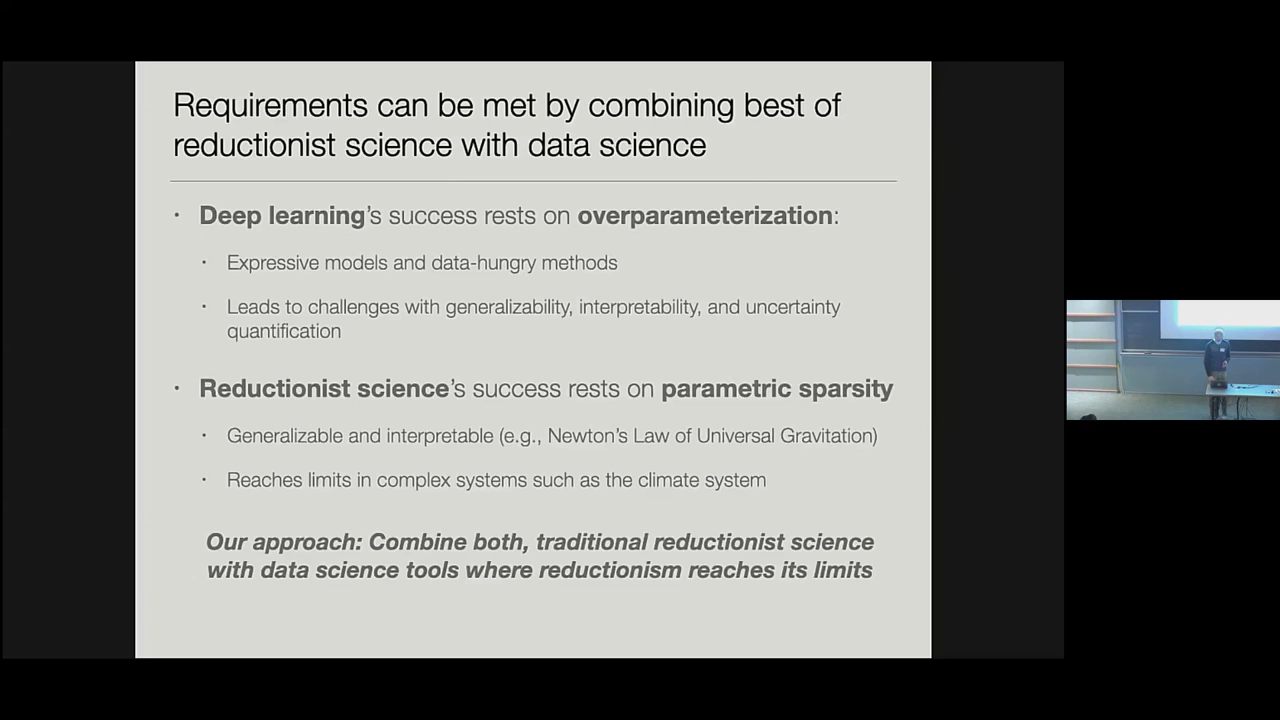 Requirements can be met by combining best of
reductionist science with data science
· Deep learning's success rests on overparameterization:
· Expressive models and data-hungry methods
· Leads to challenges with generalizability, interpretability, and uncertainty
quantification
· Reductionist science's success rests on parametric sparsity
· Generalizable and interpretable (e.g., Newton's Law of Universal Gravitation)
· Reaches limits in complex systems such as the climate system
Our approach: Combine both, traditional reductionist science
with data science tools where reductionism reaches its limits